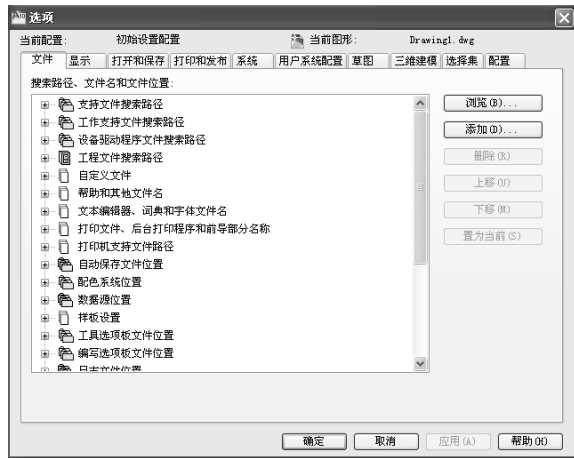 选项
当前配置: 初始设置配置 当前图形: Drawing1.dwg
文件 显示 打开和保存 打印和发布 系统 用户系统配置 草图 三维建模 选择集 配置
搜索路径、文件名和文件位置:
支持文件搜索路径
工作支持文件搜索路径
设备驱动程序文件搜索路径
工程文件搜索路径
自定义文件
帮助和其他文件名
文本编辑器、词典和字体文件名
打印文件、后台打印程序和前导部分名称
打印机支持文件路径
自动保存文件位置
配色系统位置
数据源位置
样板设置
工具选项板文件位置
编写选项板文件位置
日志文件位置
浏览(B)...
添加(D)...
删除(R)
上移(U)
下移(M)
置为当前(S)
确定 取消 应用(A) 帮助(H)